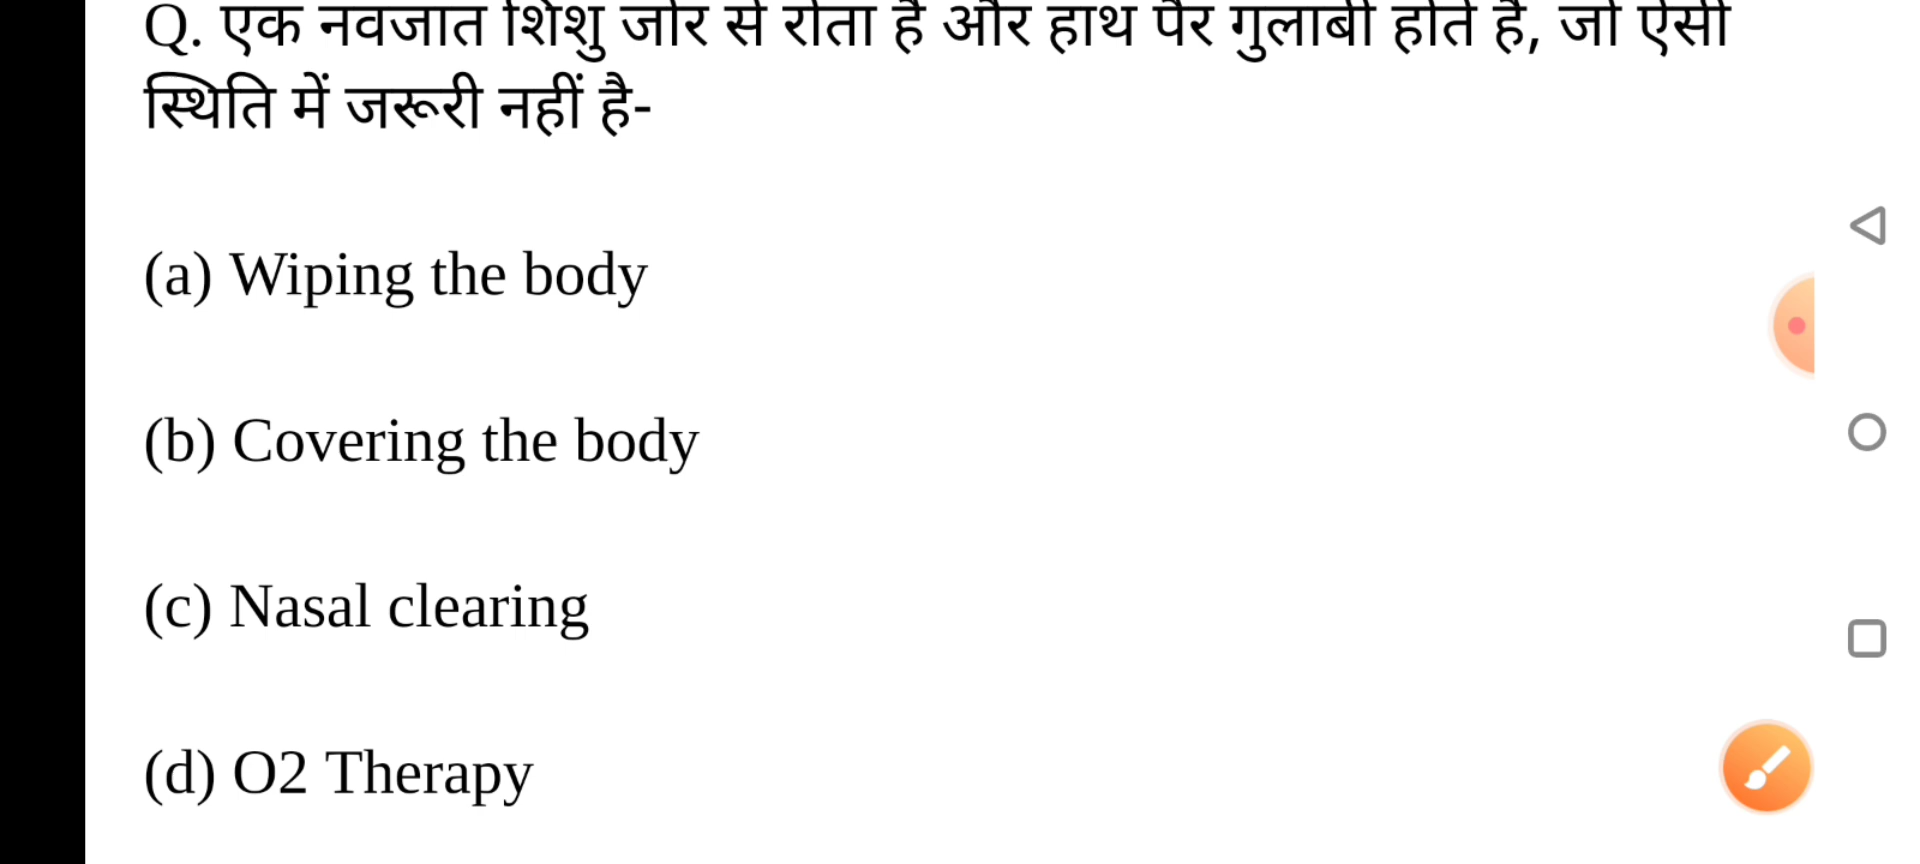 Q. एक नवजात शिशु जोर से रोता है और हाथ पैर गुलाबी होते है, जो ऐसी
स्थिति में जरूरी नहीं है-
(a) Wiping the body
(b) Covering the body
(c) Nasal clearing
(d) O2 Therapy